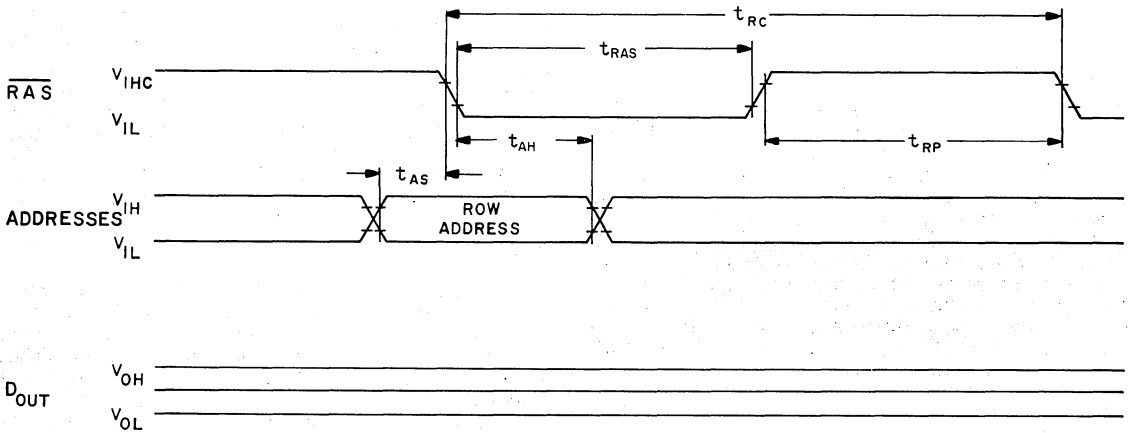 tRC
tRAS
RAS
VIHC
VIL
tAH
tRP
tAS
ADDRESSES
VIH
ROW
ADDRESS
VIL
DOUT
VOH
VOL